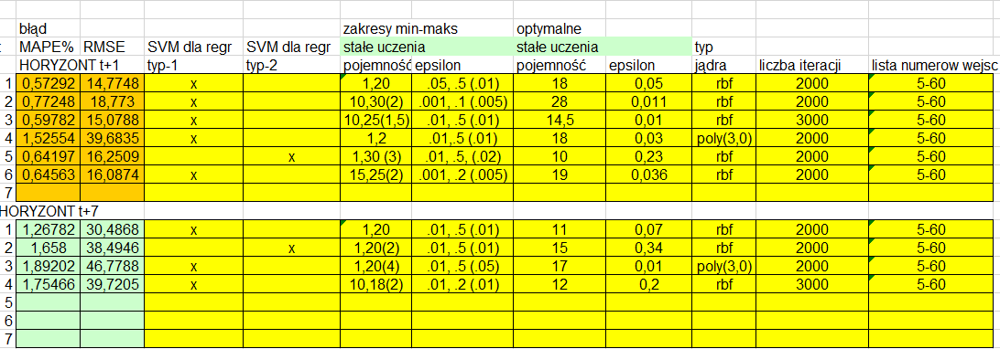 błąd zakresy min-maks optymalne
: MAPE% RMSE SVM dla regr SVM dla regr stałe uczenia stałe uczenia typ
HORYZONT t+1 typ-1 typ-2 pojemność epsilon pojemność epsilon jądra liczba iteracji lista numerow wejsc
1 0,57292 14,7748 x 1,20 .05, .5 (.01) 18 0,05 rbf 2000 5-60
2 0,77248 18,773 x 10,30(2) .001, .1 (.005) 28 0,011 rbf 2000 5-60
3 0,59782 15,0788 x 10,25(1,5) .01, .5 (.01) 14,5 0,01 rbf 3000 5-60
4 1,52554 39,6835 x 1,2 .01,.5 (.01) 18 0,03 poly(3,0) 2000 5-60
5 0,64197 16,2509 x 1,30 (3) .01, .5, (.02) 10 0,23 rbf 2000 5-60
6 0,64563 16,0874 x 15,25(2) .001, .2 (.005) 19 0,036 rbf 2000 5-60
7
HORYZONT t+7
1 1,26782 30,4868 x 1,20 .01, .5 (.01) 11 0,07 rbf 2000 5-60
2 1,658 38,4946 x 1,20(2) .01, .5 (.01) 15 0,34 rbf 2000 5-60
3 1,89202 46,7788 x 1,20(4) .01, .5 (.05) 17 0,01 poly(3,0) 2000 5-60
4 1,75466 39,7205 x 10,18(2) .01, .2 (.01) 12 0,2 rbf 3000 5-60
5
6
7